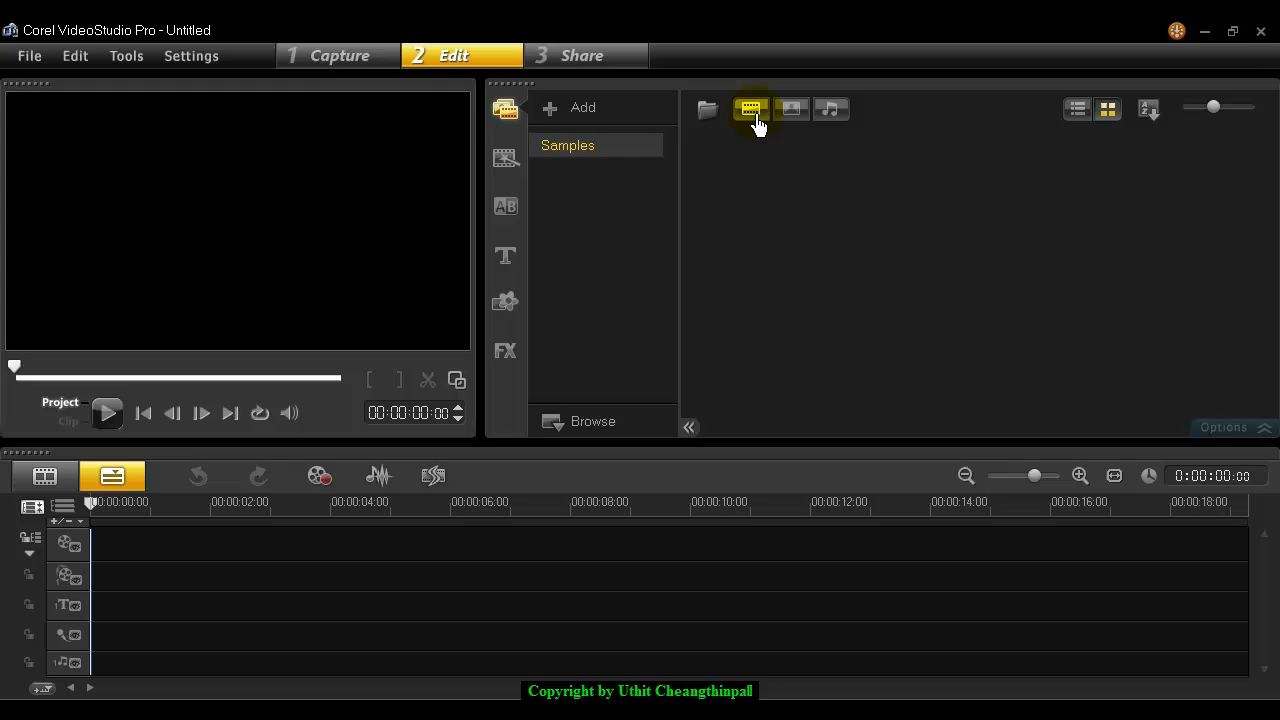 Corel VideoStudio Pro - Untitled
File Edit Tools Settings 1 Capture 2 Edit 3 Share
Add
Samples
AB
T
FX
Project
Clip
00:00:00:00
Browse
Options
0:00:00:00
00:00:00:00 00:00:02:00 00:00:04:00 00:00:06:00 00:00:08:00 00:00:10:00 00:00:12:00 00:00:14:00 00:00:16:00 00:00:18:00
1T
Copyright by Uthit Cheangthinpall